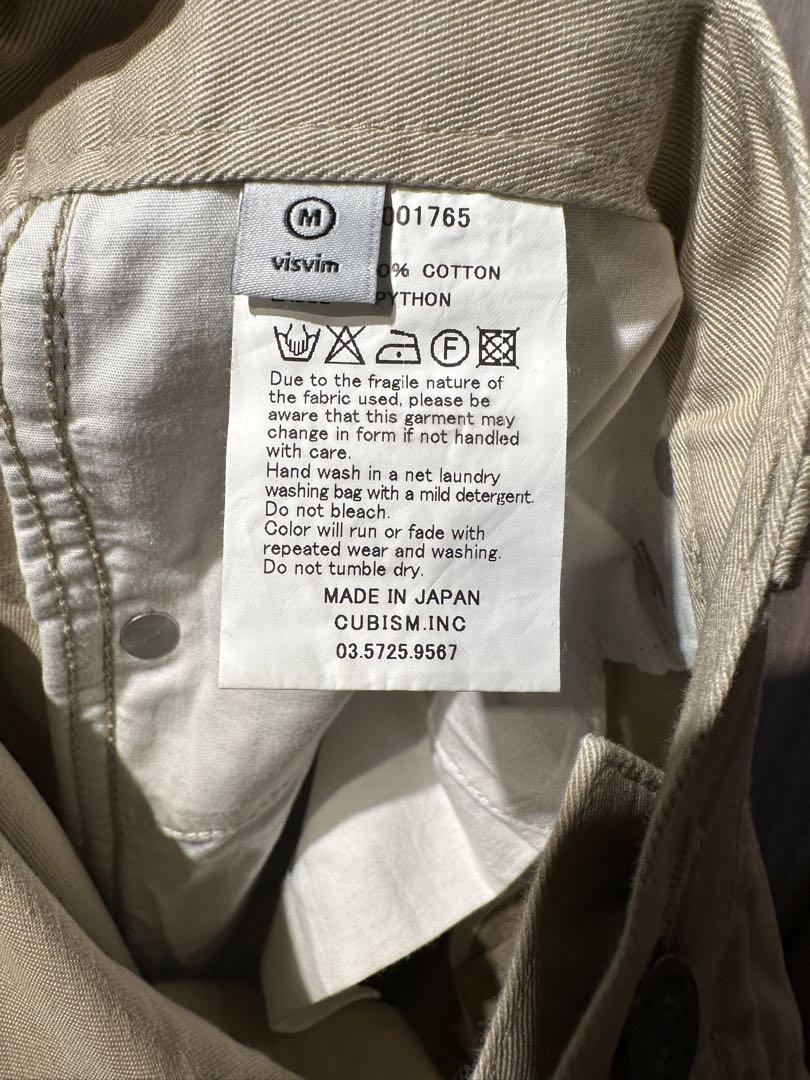 M
visvim
001765
0% COTTON
PYTHON
F
Due to the fragile nature of
the fabric used, please be
aware that this garment may
change in form if not handled
with care.
Hand wash in a net laundry
washing bag with a mild detergent.
Do not bleach.
Color will run or fade with
repeated wear and washing.
Do not tumble dry.
MADE IN JAPAN
CUBISM.INC
03.5725.9567